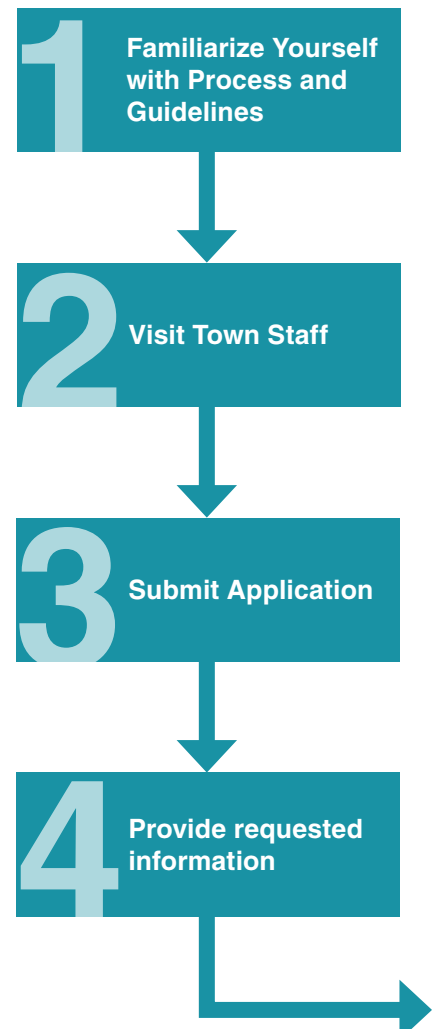 1
Familiarize Yourself
with Process and
Guidelines
2
Visit Town Staff
3
Submit Application
4
Provide requested
information